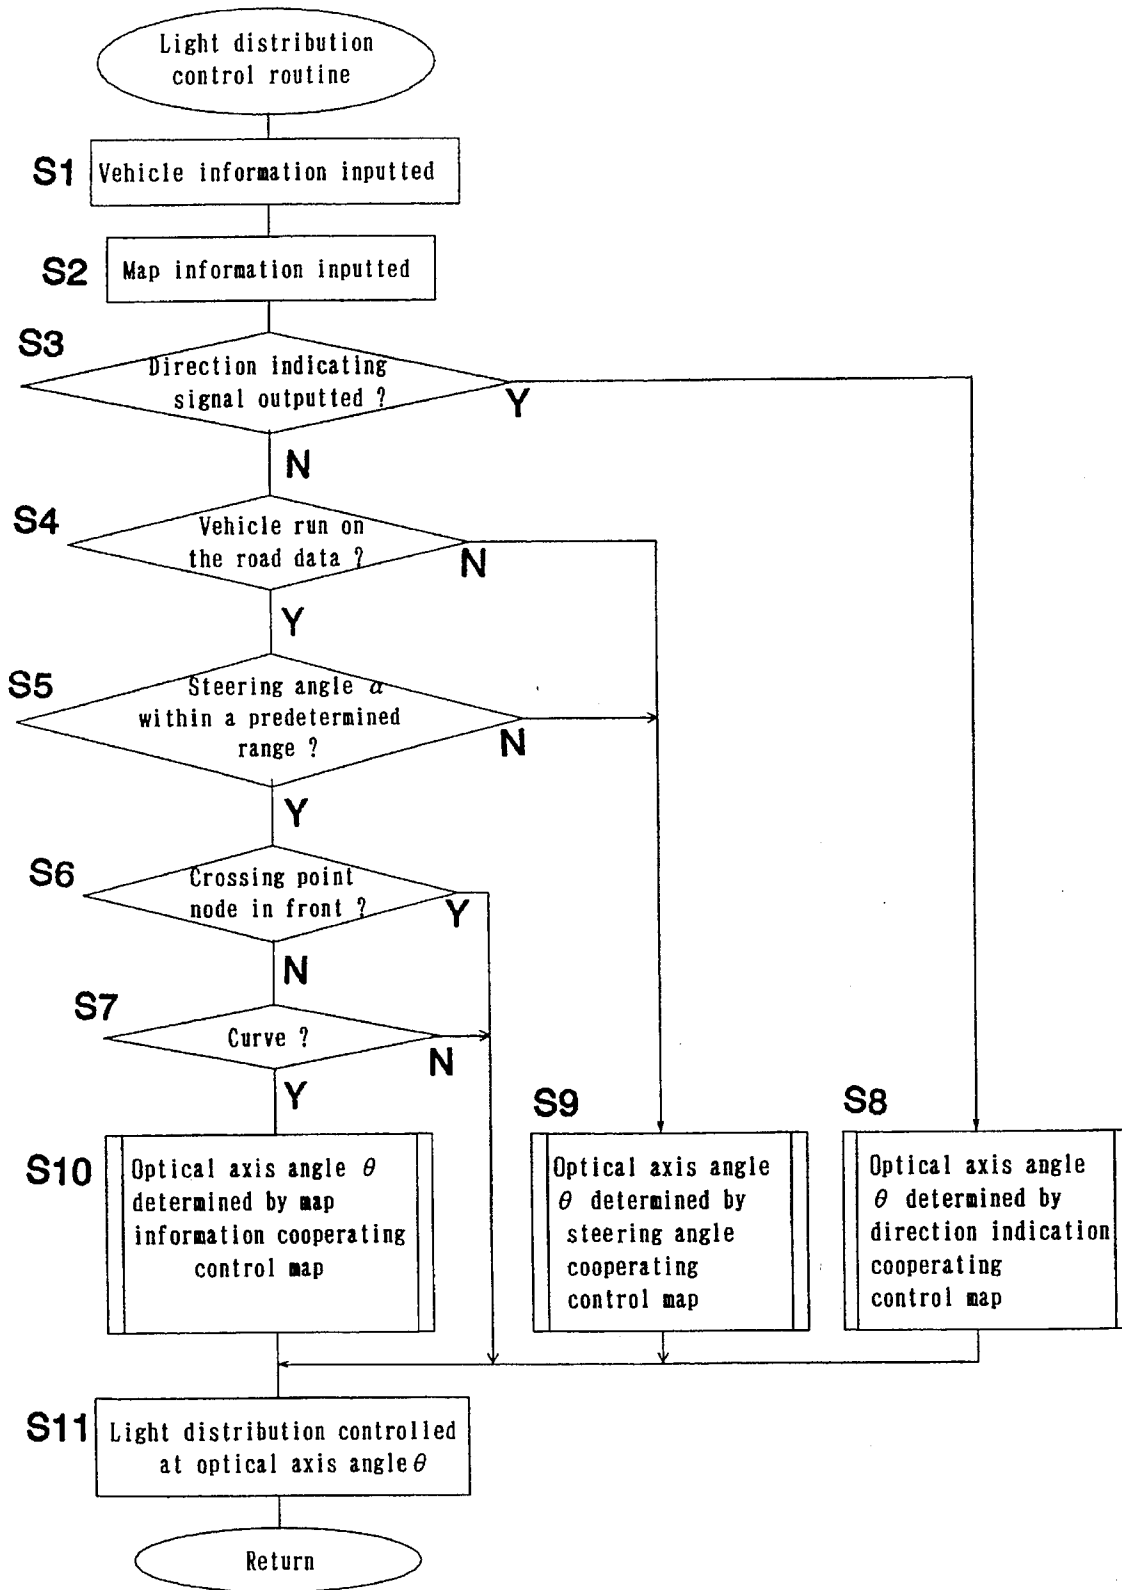 Light distribution
control routine
S1
Vehicle information inputted
S2
Map information inputted
S3
Direction indicating
signal outputted ?
Y
N
S4
Vehicle run on
the road data ?
N
Y
S5
Steering angle α
within a predetermined
range ?
N
Y
S6
Crossing point
node in front ?
Y
N
S7
Curve ?
N
Y
S10
Optical axis angle θ
determined by map
information cooperating
control map
S9
Optical axis angle
θ determined by
steering angle
cooperating
control map
S8
Optical axis angle
θ determined by
direction indication
cooperating
control map
S11
Light distribution controlled
at optical axis angle θ
Return